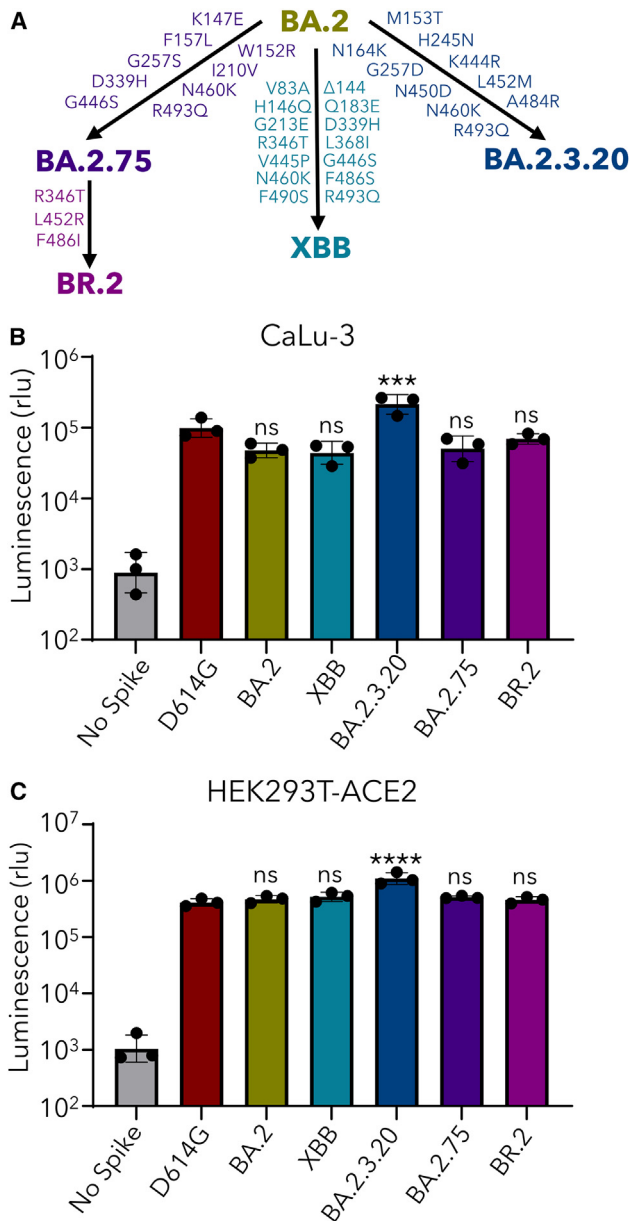 A
BA.2
K147E
F157L
W152R
G257S
I210V
D339H
N460K
G446S
R493Q
V83A Δ144
H146Q Q183E
G213E D339H
R346T L368I
V445P G446S
N460K F486S
F490S R493Q
M153T
N164K
H245N
G257D
K444R
N450D
L452M
N460K
A484R
R493Q
BA.2.75
BA.2.3.20
R346T
L452R
F486I
XBB
BR.2
B
CaLu-3
Luminescence (rlu)
10⁶
10⁵
10⁴
10³
10²
ns ns *** ns ns
No Spike D614G BA.2 XBB BA.2.3.20 BA.2.75 BR.2
C
HEK293T-ACE2
Luminescence (rlu)
10⁷
10⁶
10⁵
10⁴
10³
10²
ns ns **** ns ns
No Spike D614G BA.2 XBB BA.2.3.20 BA.2.75 BR.2